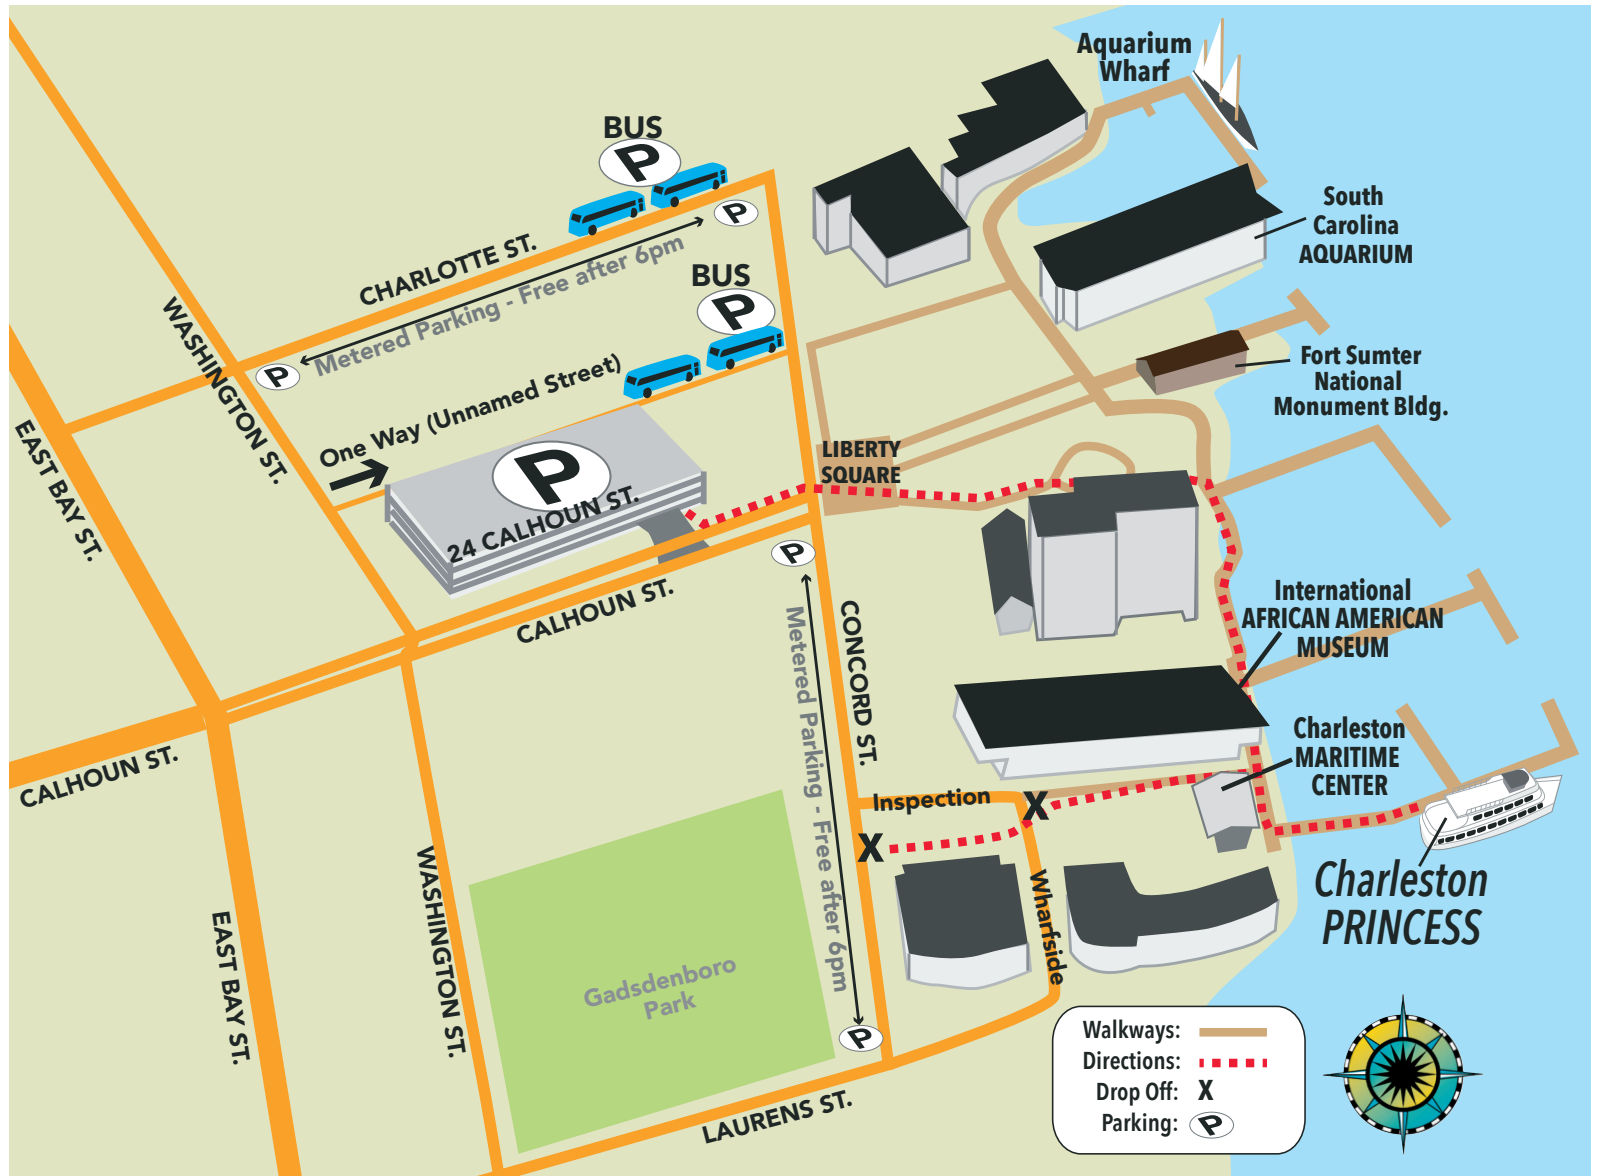 Aquarium
Wharf
BUS
P
P
CHARLOTTE ST.
Metered Parking - Free after 6pm
P
BUS
P
South
Carolina
AQUARIUM
WASHINGTON ST.
EAST BAY ST.
One Way (Unnamed Street)
P
24 CALHOUN ST.
LIBERTY
SQUARE
Fort Sumter
National
Monument Bldg.
CALHOUN ST.
P
Metered Parking - Free after 6pm
P
CONCORD ST.
International
AFRICAN AMERICAN
MUSEUM
Charleston
MARITIME
CENTER
CALHOUN ST.
Inspection
X
X
Wharfside
Charleston
PRINCESS
WASHINGTON ST.
EAST BAY ST.
Gadsdenboro
Park
LAURENS ST.
Walkways:
Directions:
Drop Off: X
Parking: P